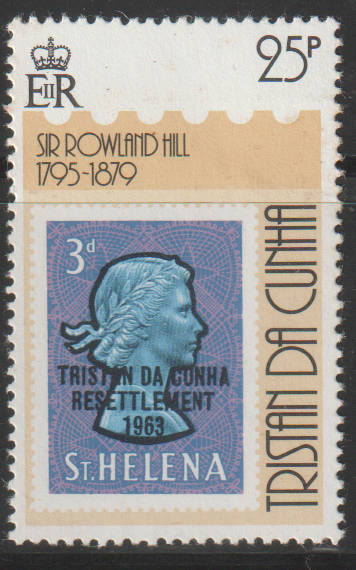 25P
EIIR
SIR ROWLAND HILL
1795-1879
3d
TRISTAN DA CUNHA
RESETTLEMENT
1963
ST. HELENA
TRISTAN DA CUNHA